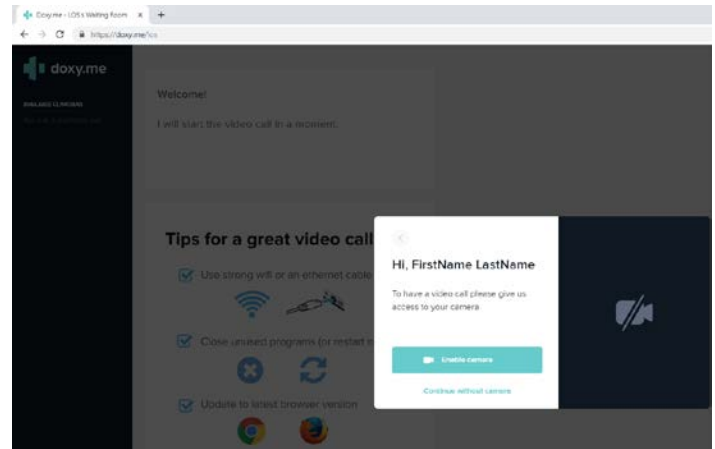 Doxy.me - LOS's Waiting Room
https://doxy.me/los
doxy.me
AVAILABLE CAMERAS
Welcome!
I will start the video call in a moment.
Tips for a great video call
Use strong wifi or an ethernet cable
Close unused programs (or restart
Update to latest browser version
Hi, FirstName LastName
To have a video call please give us
access to your camera
Enable camera
Continue without camera